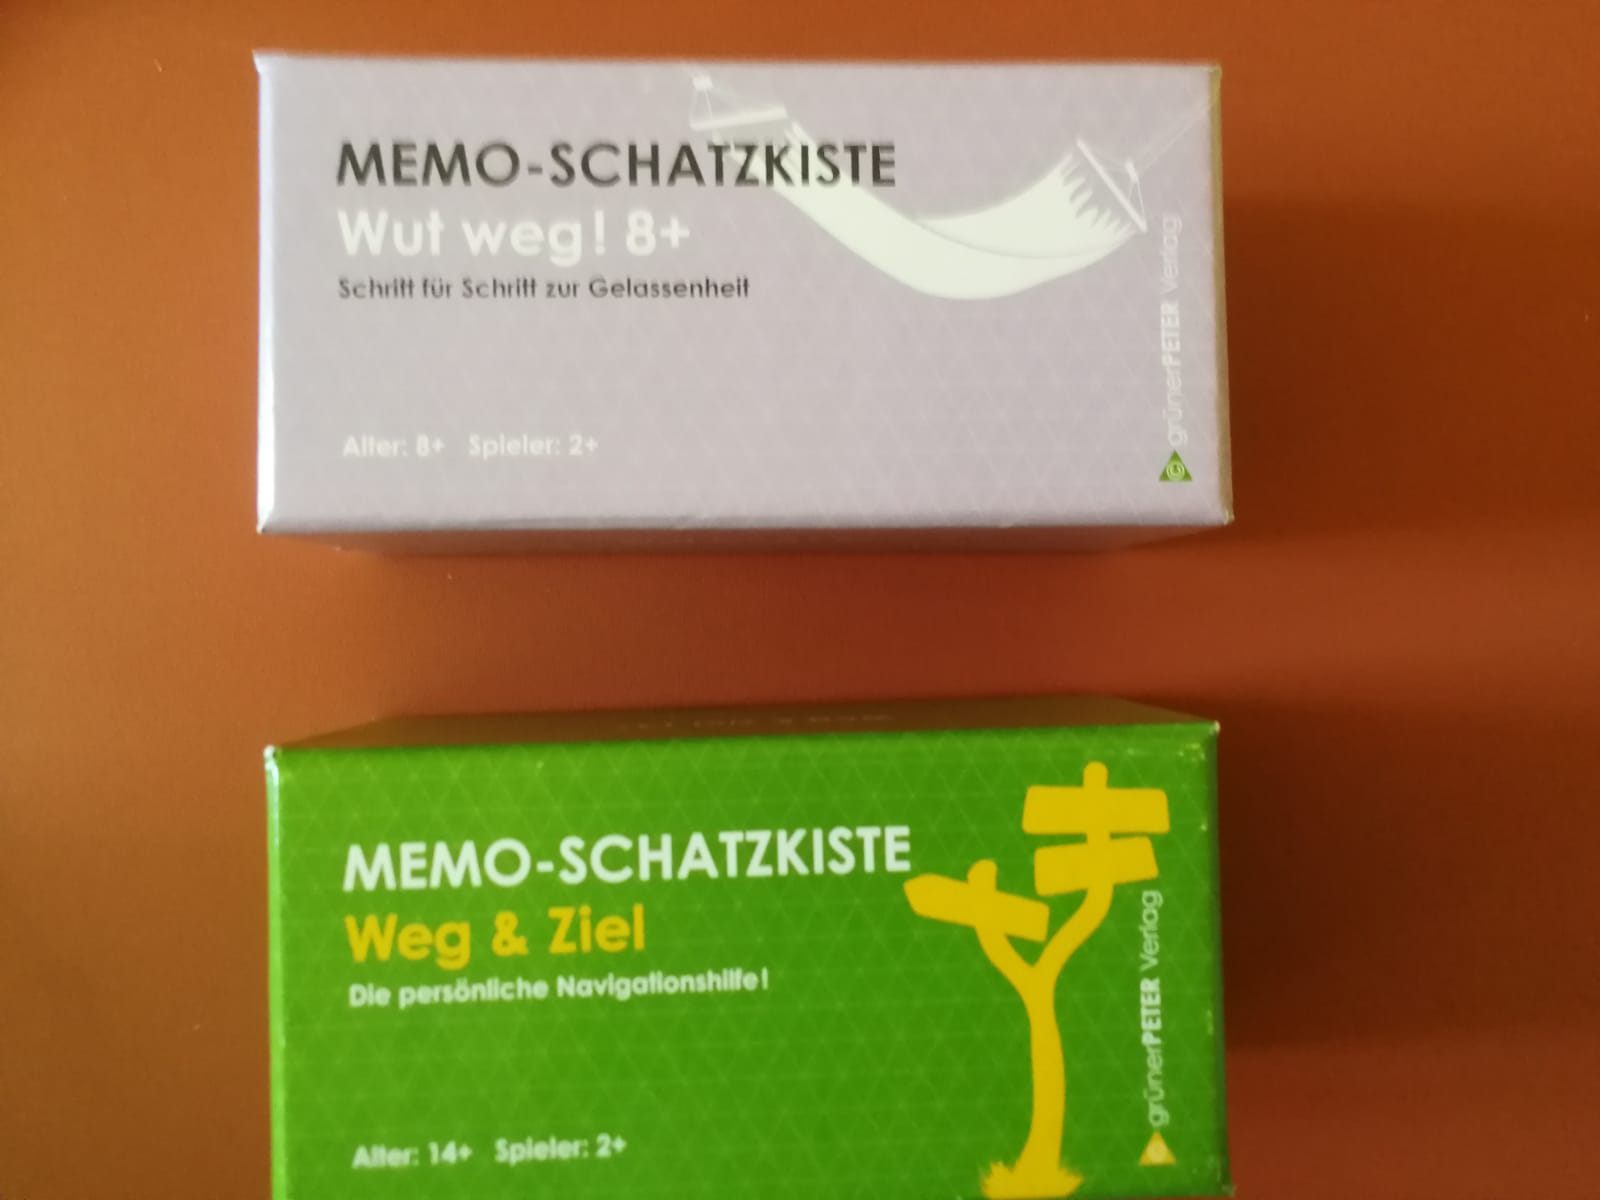 MEMO-SCHATZKISTE
Wut weg! 8+
Schritt für Schritt zur Gelassenheit
Alter: 8+ Spieler: 2+
grünerPETER Verlag
MEMO-SCHATZKISTE
Weg & Ziel
Die persönliche Navigationshilfe!
Alter: 14+ Spieler: 2+
grünerPETER Verlag